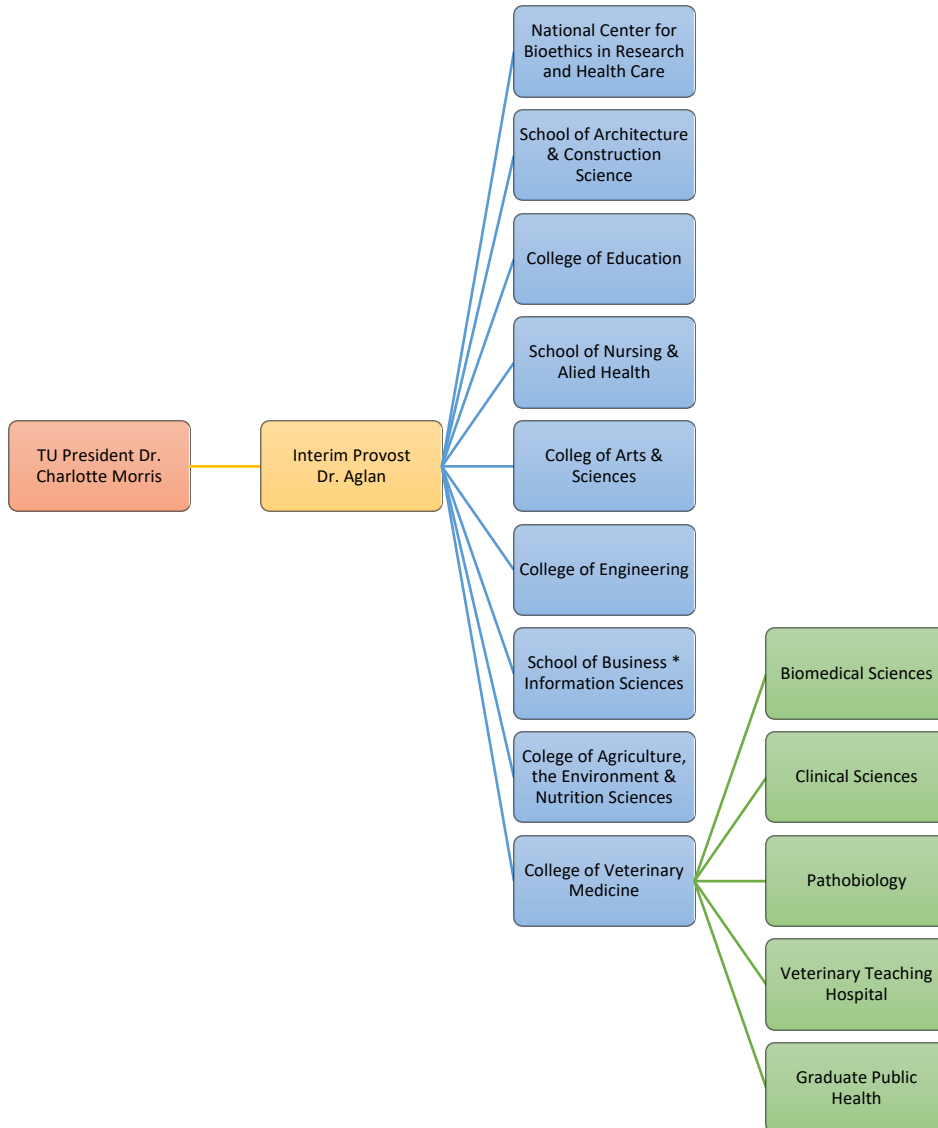 National Center for
Bioethics in Research
and Health Care
School of Architecture
& Construction
Science
College of Education
School of Nursing &
Alied Health
TU President Dr.
Charlotte Morris
Interim Provost
Dr. Aglan
Colleg of Arts &
Sciences
College of Engineering
School of Business *
Information Sciences
Biomedical Sciences
Colege of Agriculture,
the Environment &
Nutrition Sciences
Clinical Sciences
College of Veterinary
Medicine
Pathobiology
Veterinary Teaching
Hospital
Graduate Public
Health